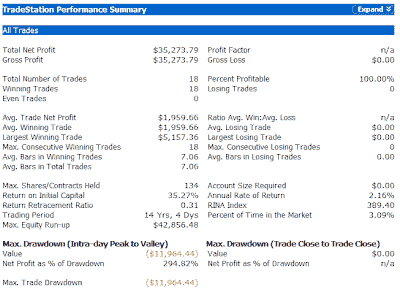 TradeStation Performance Summary Expand
All Trades
Total Net Profit $35,273.79 Profit Factor n/a
Gross Profit $35,273.79 Gross Loss $0.00
Total Number of Trades 18 Percent Profitable 100.00%
Winning Trades 18 Losing Trades 0
Even Trades 0
Avg. Trade Net Profit $1,959.66 Ratio Avg. Win:Avg. Loss n/a
Avg. Winning Trade $1,959.66 Avg. Losing Trade $0.00
Largest Winning Trade $5,157.36 Largest Losing Trade $0.00
Max. Consecutive Winning Trades 18 Max. Consecutive Losing Trades 0
Avg. Bars in Winning Trades 7.06 Avg. Bars in Losing Trades 0.00
Avg. Bars in Total Trades 7.06
Max. Shares/Contracts Held 134 Account Size Required $0.00
Return on Initial Capital 35.27% Annual Rate of Return 2.16%
Return Retracement Ratio 0.31 RINA Index 389.40
Trading Period 14 Yrs, 4 Dys Percent of Time in the Market 3.09%
Max. Equity Run-up $42,856.48
Max. Drawdown (Intra-day Peak to Valley) Max. Drawdown (Trade Close to Trade Close)
Value ($11,964.44) Value $0.00
Net Profit as % of Drawdown 294.82% Net Profit as % of Drawdown n/a
Max. Trade Drawdown ($11,964.44)